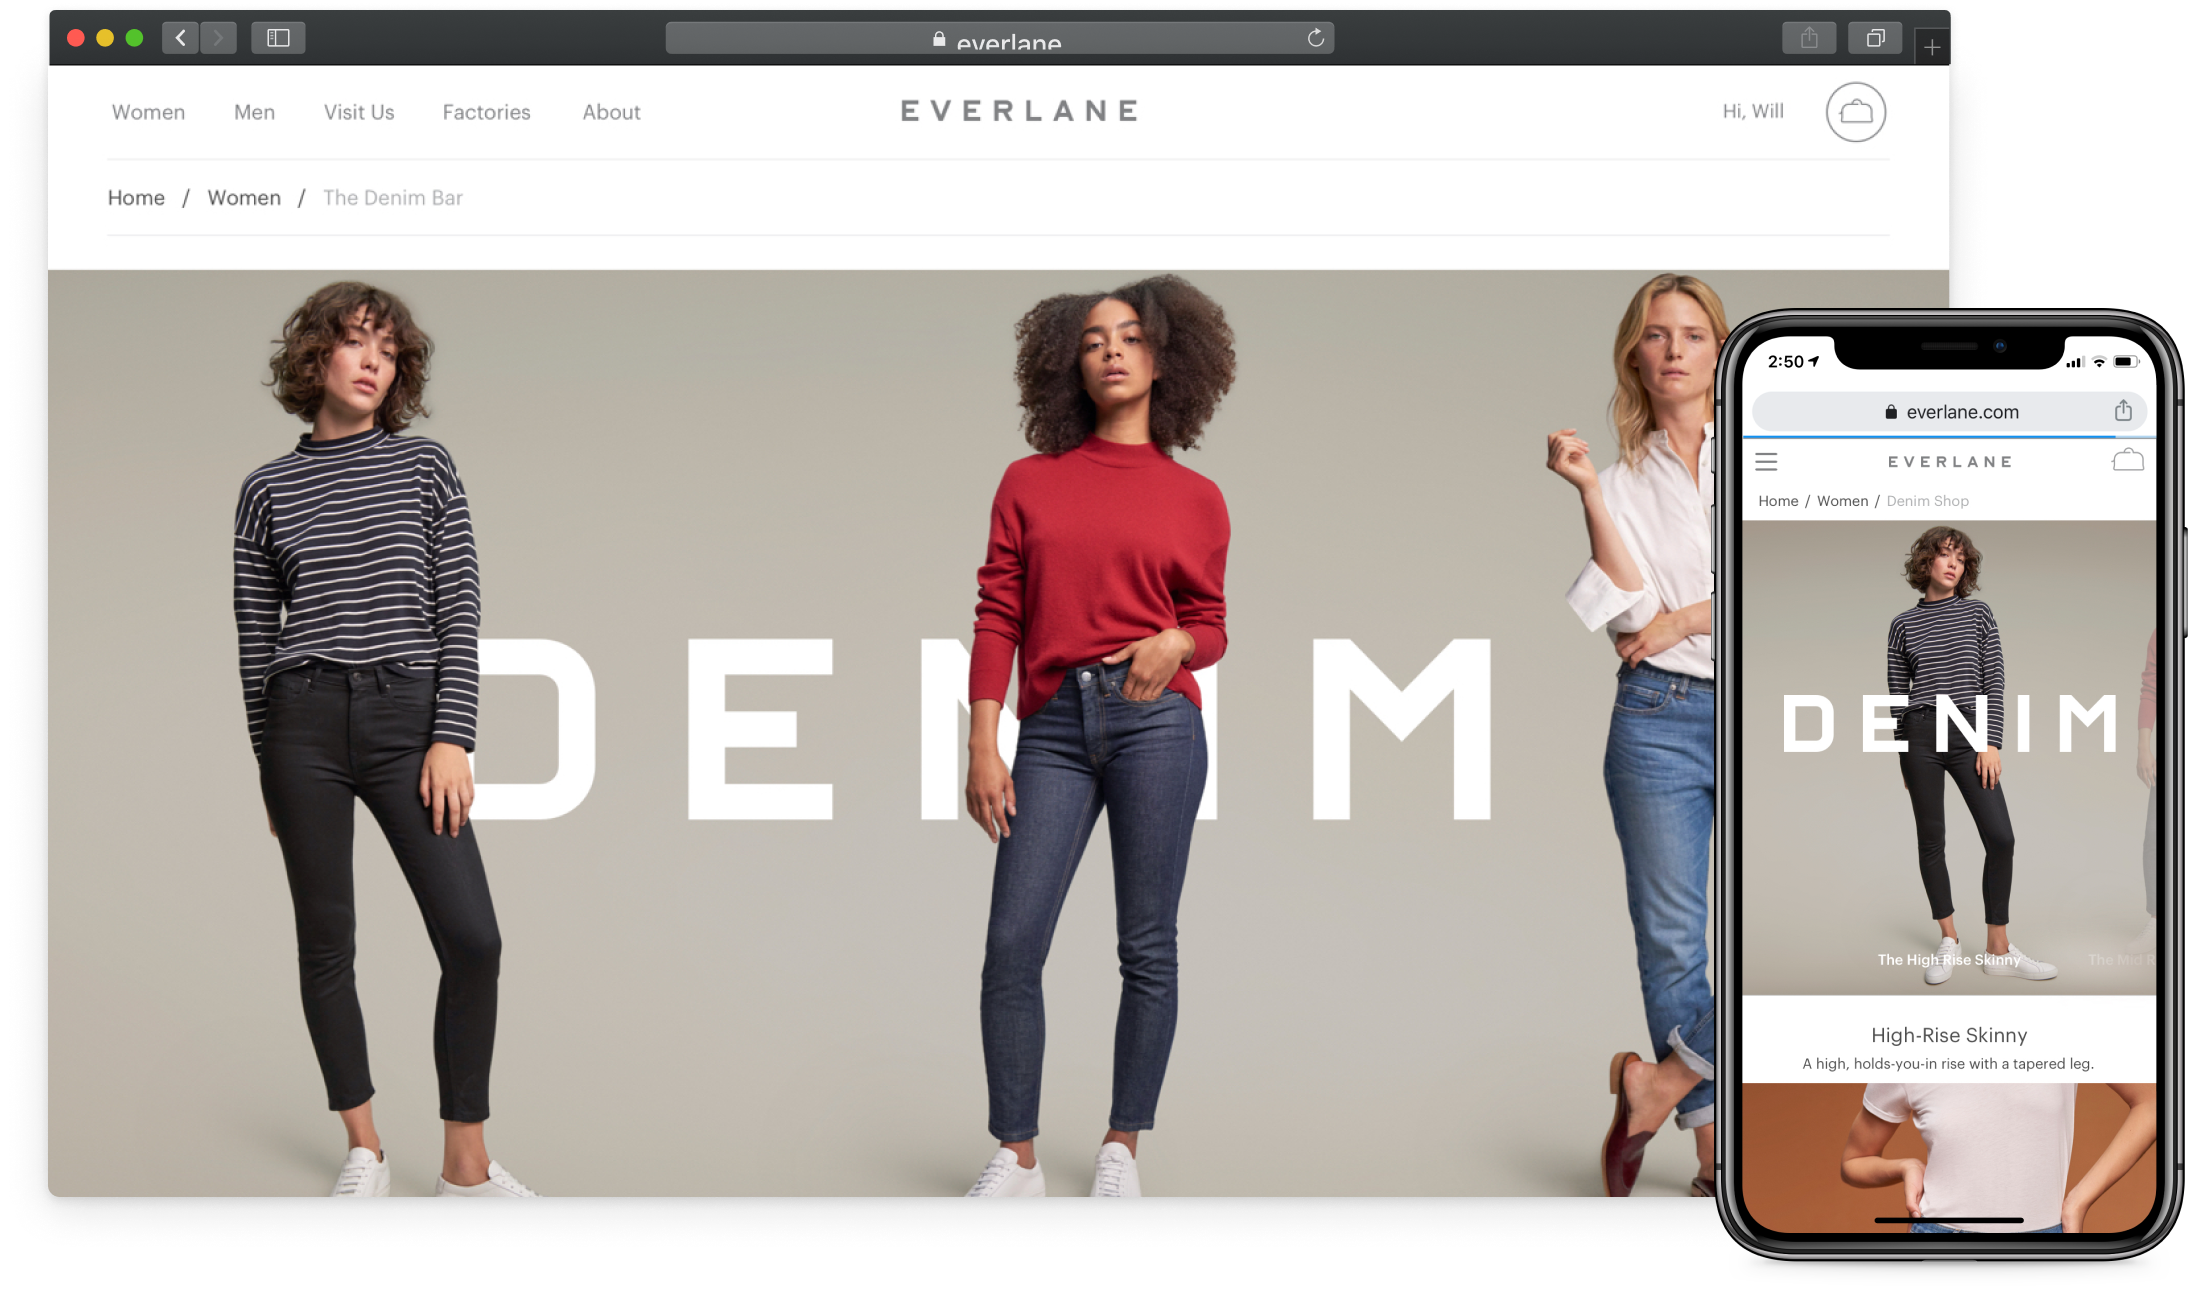 everlane
Women Men Visit Us Factories About
EVERLANE
Hi, Will
Home / Women / The Denim Bar
DENIM
2:50
everlane.com
EVERLANE
Home / Women / Denim Shop
DENIM
The High Rise Skinny
The Mid R
High-Rise Skinny
A high, holds-you-in rise with a tapered leg.